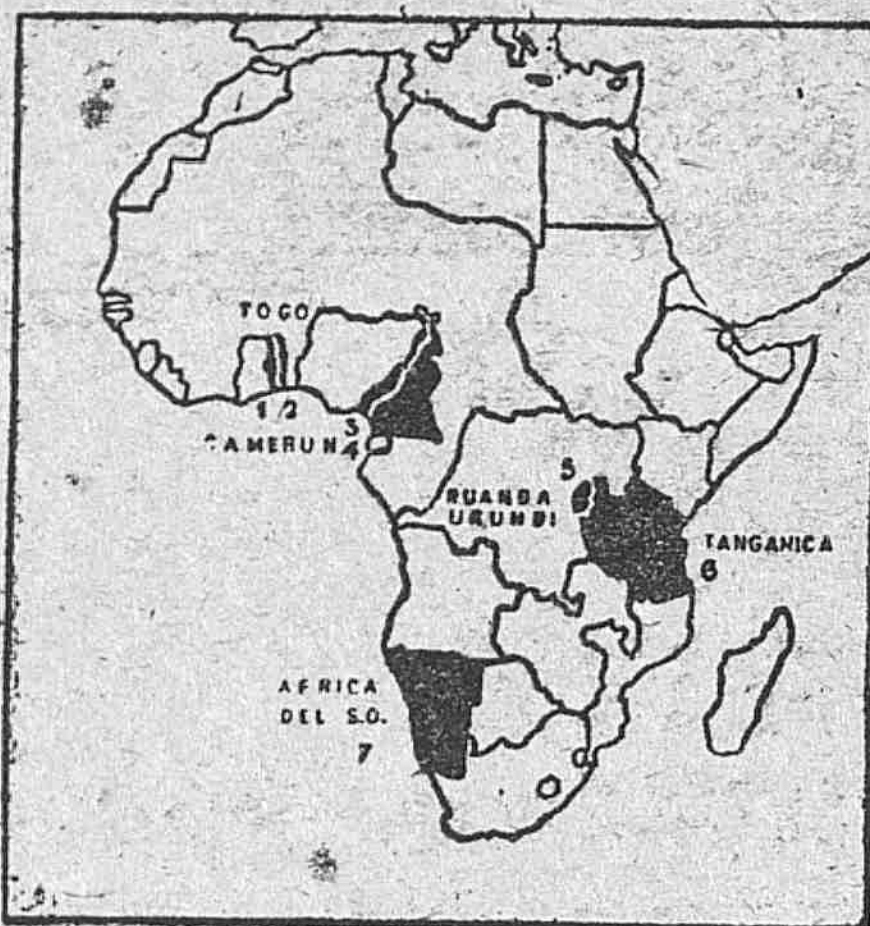 TOGO
1/2
3
CAMERUN 4
5
RUANDA
URUNDI
TANGANICA
6
AFRICA
DEL S.O.
7